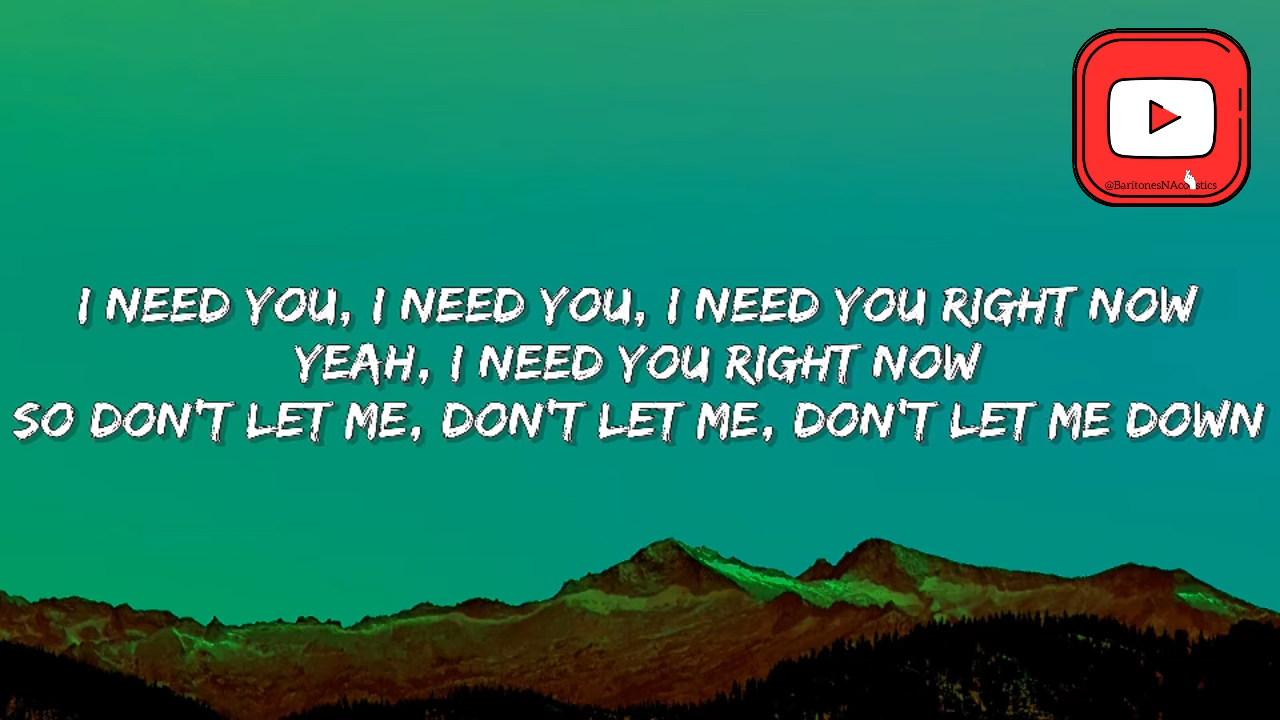 @BaritonesNAcoustics
I NEED YOU, I NEED YOU, I NEED YOU RIGHT NOW
YEAH, I NEED YOU RIGHT NOW
SO DON'T LET ME, DON'T LET ME, DON'T LET ME DOWN